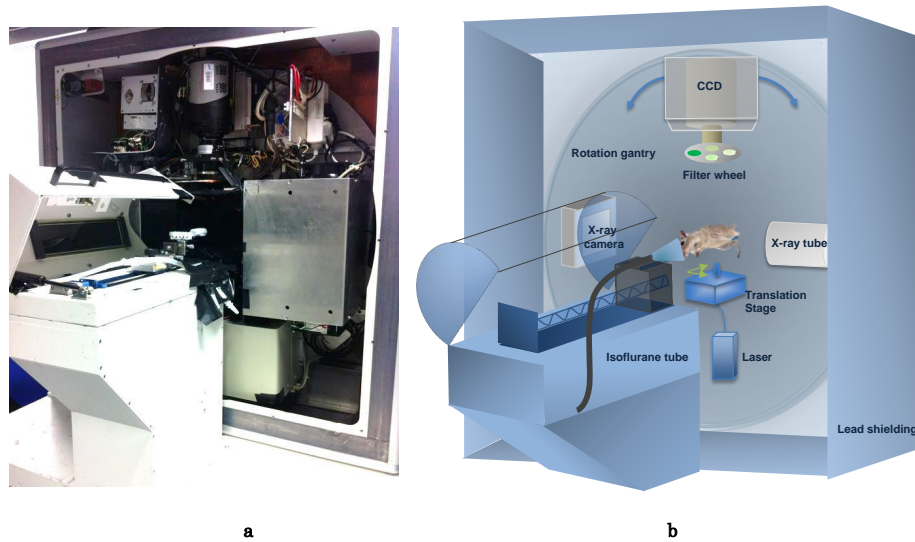 CCD
Rotation gantry
Filter wheel
X-ray
camera
X-ray tube
Translation
Stage
Isoflurane tube
Laser
Lead shielding
a
b